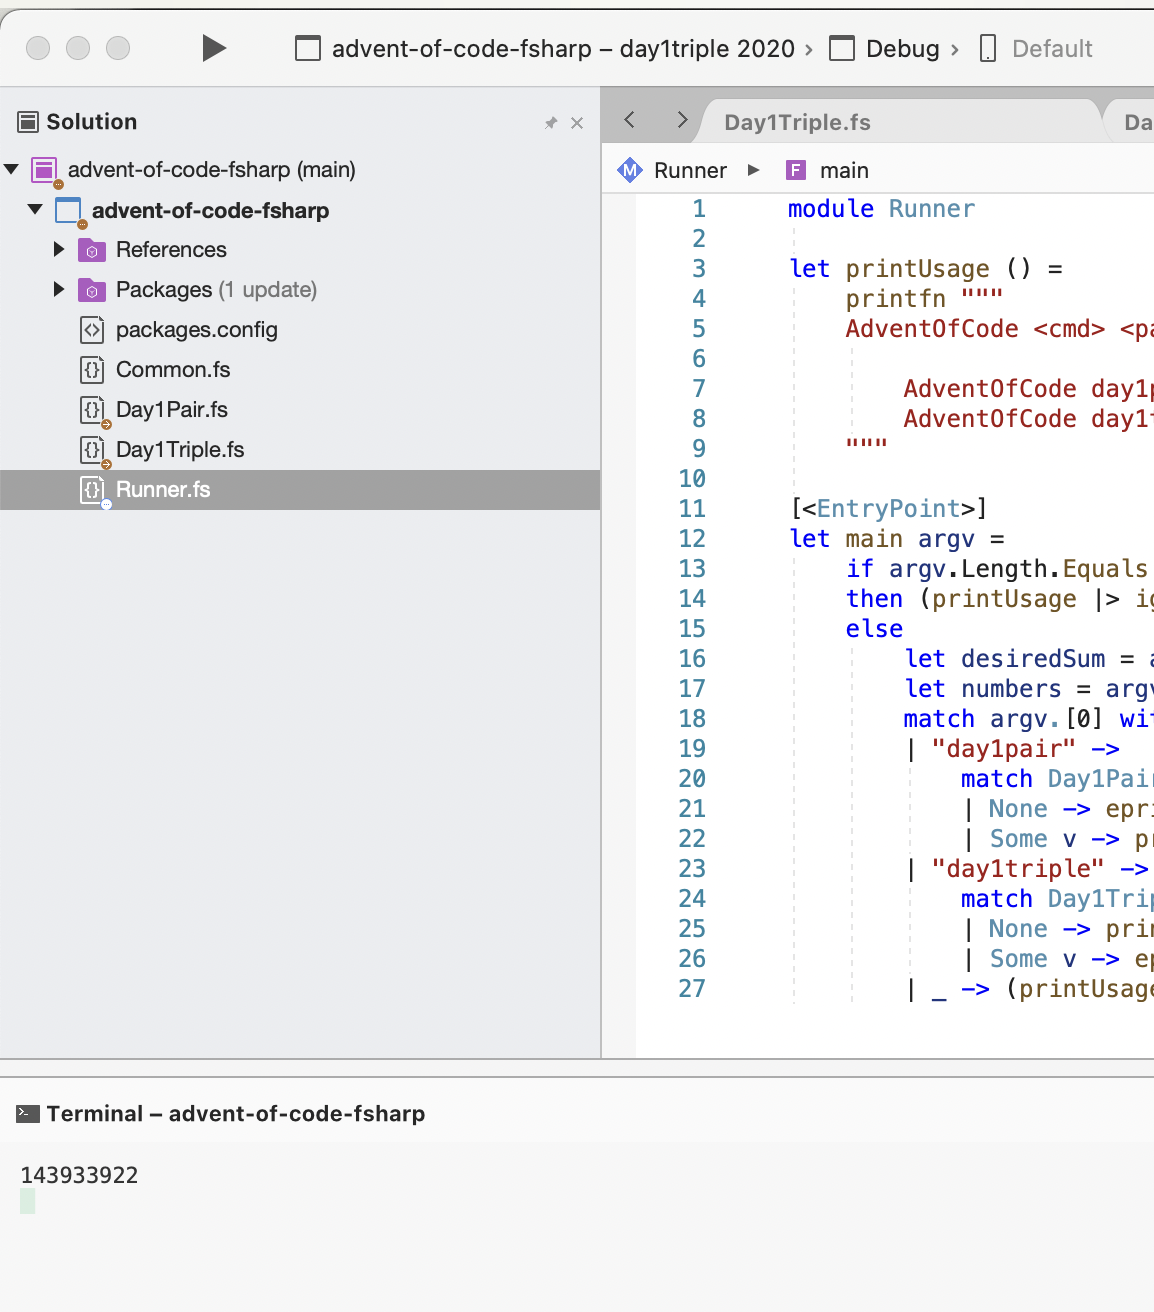 advent-of-code-fsharp – day1triple 2020 › Debug › Default
Solution
advent-of-code-fsharp (main)
advent-of-code-fsharp
References
Packages (1 update)
packages.config
Common.fs
Day1Pair.fs
Day1Triple.fs
Runner.fs
Day1Triple.fs Da
M Runner F main
1 module Runner
2
3 let printUsage () =
4 printfn """
5 AdventOfCode <cmd> <pa
6
7 AdventOfCode day1p
8 AdventOfCode day1t
9 """
10
11 [<EntryPoint>]
12 let main argv =
13 if argv.Length.Equals
14 then (printUsage |> ig
15 else
16 let desiredSum = a
17 let numbers = argv
18 match argv.[0] wit
19 | "day1pair" ->
20 match Day1Pair
21 | None -> epri
22 | Some v -> pr
23 | "day1triple" ->
24 match Day1Trip
25 | None -> prin
26 | Some v -> ep
27 | _ -> (printUsage
Terminal – advent-of-code-fsharp
143933922